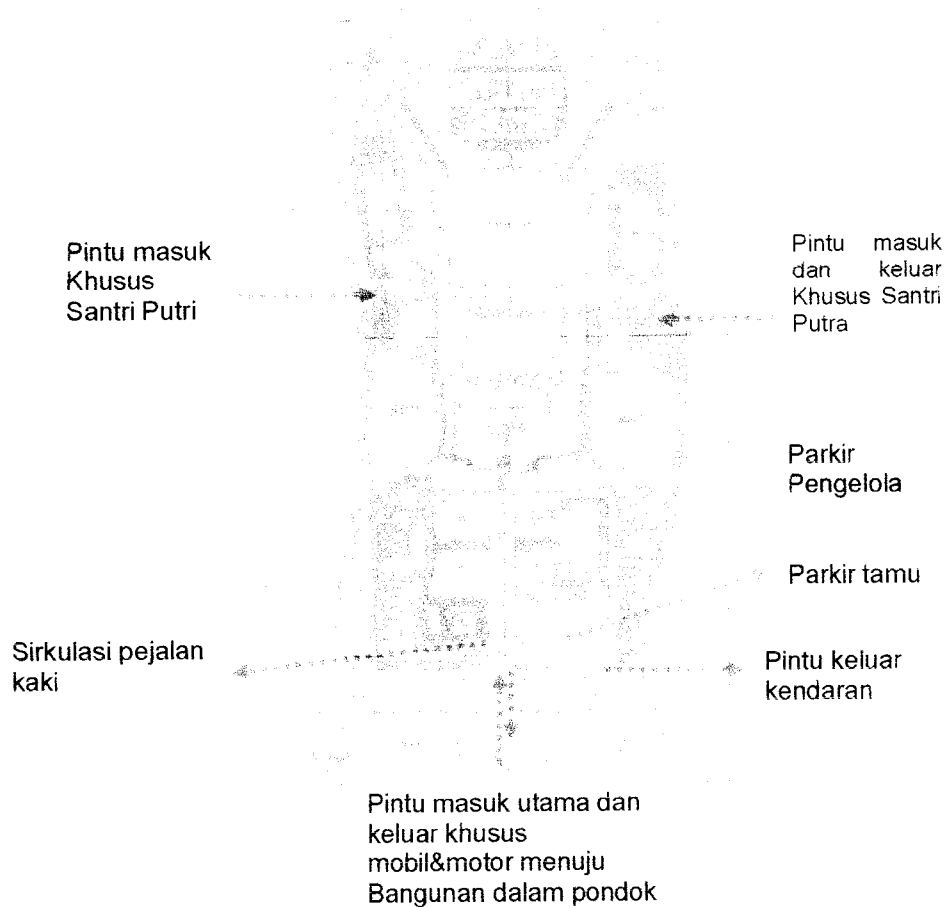 Pintu masuk
Khusus
Santri Putri
Pintu masuk
dan keluar
Khusus Santri
Putra
Parkir
Pengelola
Parkir tamu
Sirkulasi pejalan
kaki
Pintu keluar
kendaran
Pintu masuk utama dan
keluar khusus
mobil&motor menuju
Bangunan dalam pondok